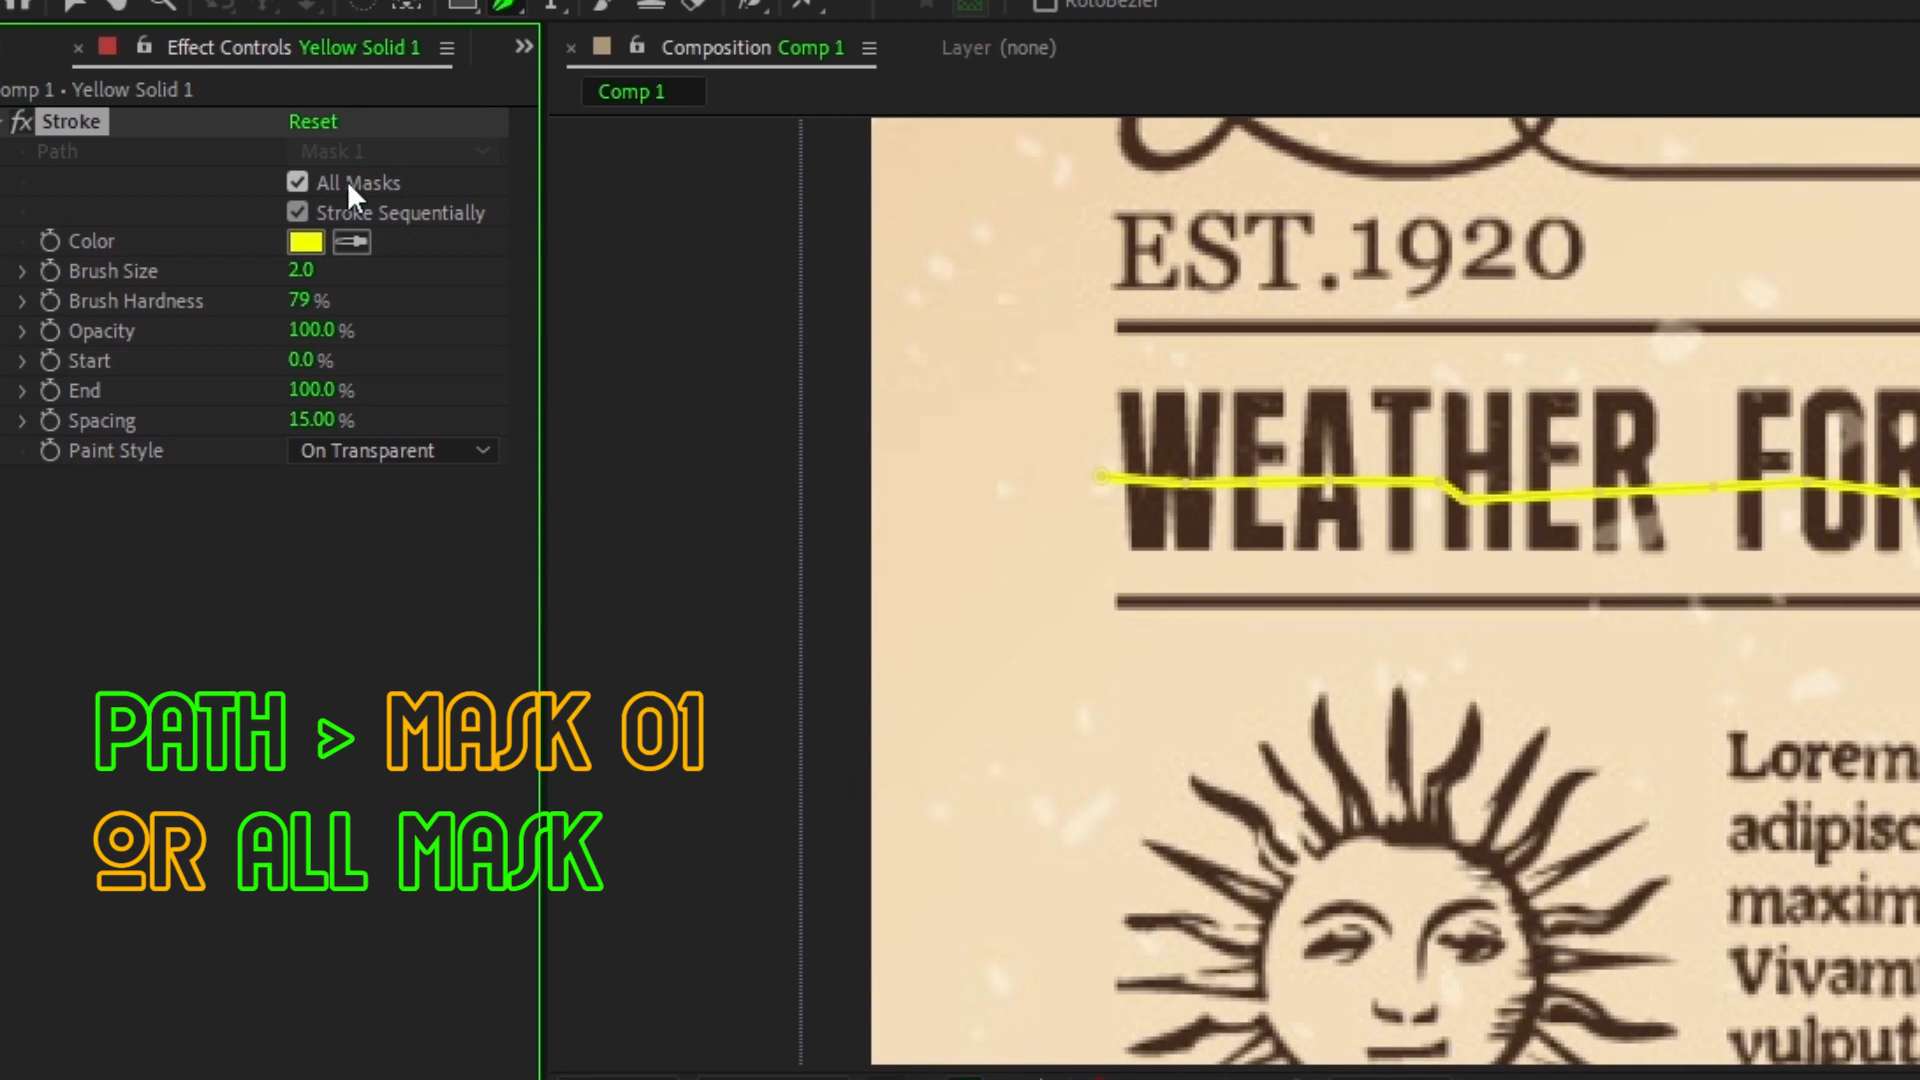 RotoBezier
Effect Controls Yellow Solid 1
Composition Comp 1
Layer (none)
omp 1 • Yellow Solid 1
Comp 1
fx Stroke Reset
Path Mask 1
All Masks
Stroke Sequentially
Color
Brush Size 2.0
Brush Hardness 79 %
Opacity 100.0 %
Start 0.0 %
End 100.0 %
Spacing 15.00 %
Paint Style On Transparent
EST.1920
WEATHER FOR
PATH > MASK 01
OR ALL MASK
Lorem
adipisc
maxim
Vivam
vulput